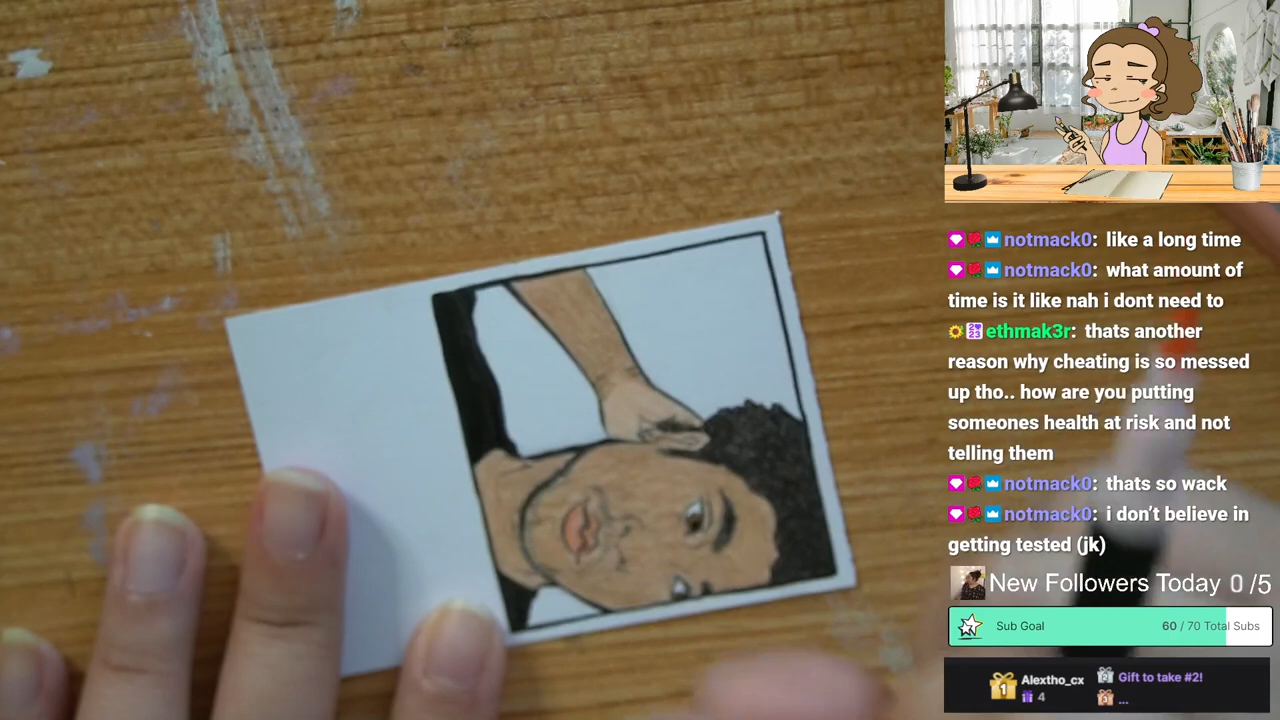 notmack0: like a long time
notmack0: what amount of
time is it like nah i dont need to
ethmak3r: thats another
reason why cheating is so messed
up tho.. how are you putting
someones health at risk and not
telling them
notmack0: thats so wack
notmack0: i don't believe in
getting tested (jk)
New Followers Today 0 /5
Sub Goal 60 / 70 Total Subs
1 Alextho_cx
4
Gift to take #2!
...